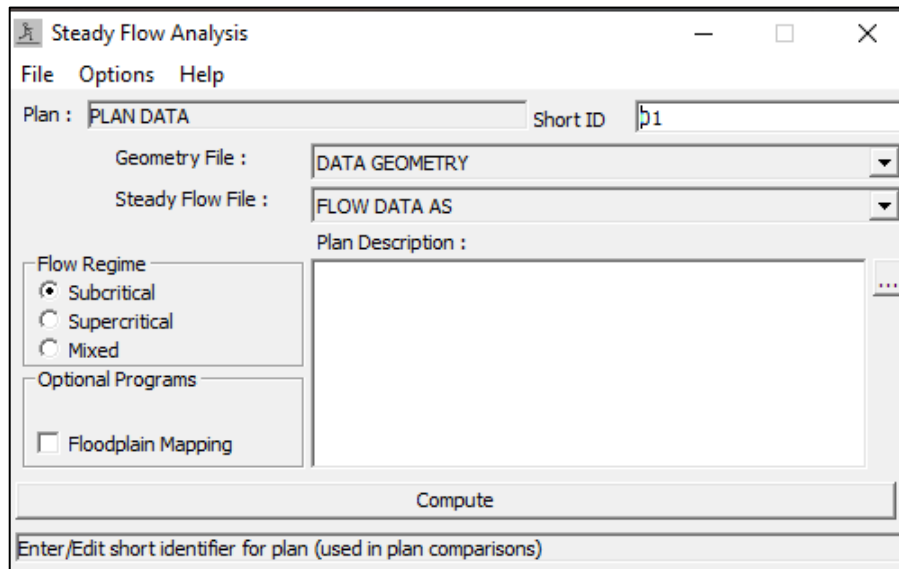 Steady Flow Analysis
File Options Help
Plan : PLAN DATA Short ID 01
Geometry File : DATA GEOMETRY
Steady Flow File : FLOW DATA AS
Plan Description :
Flow Regime
Subcritical
Supercritical
Mixed
...
Optional Programs
Floodplain Mapping
Compute
Enter/Edit short identifier for plan (used in plan comparisons)